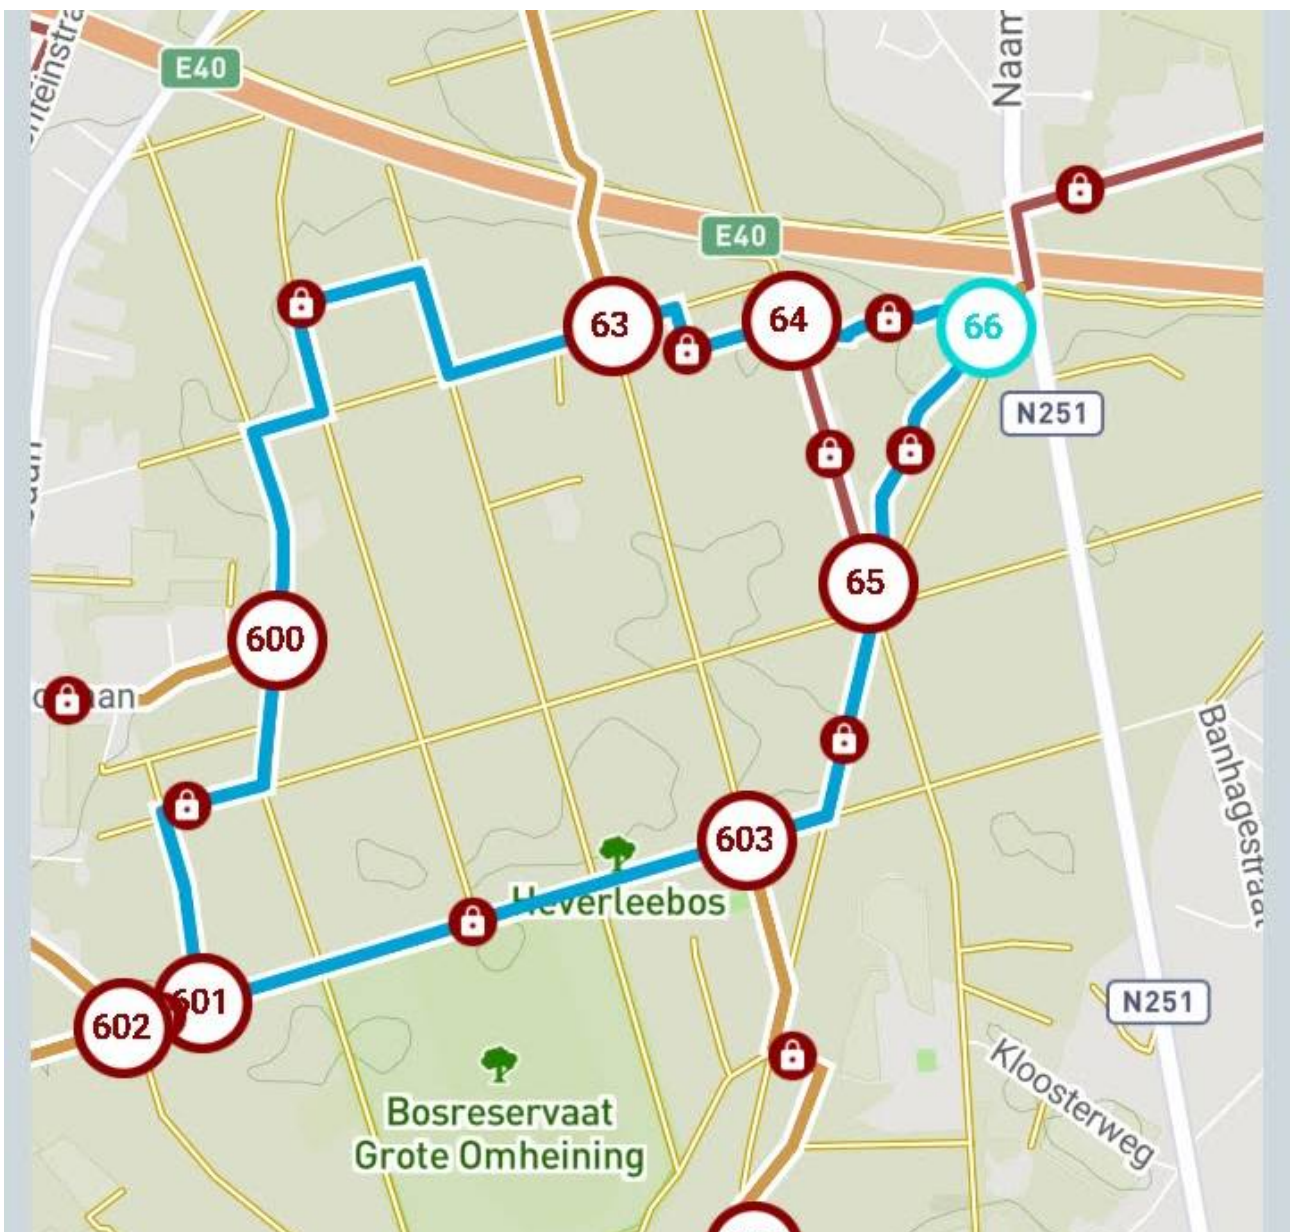 E40
Naam
E40
63
64
66
N251
65
600
603
Heverleebos
Banhagestraat
601
602
N251
Kloosterweg
Bosreservaat
Grote Omheining